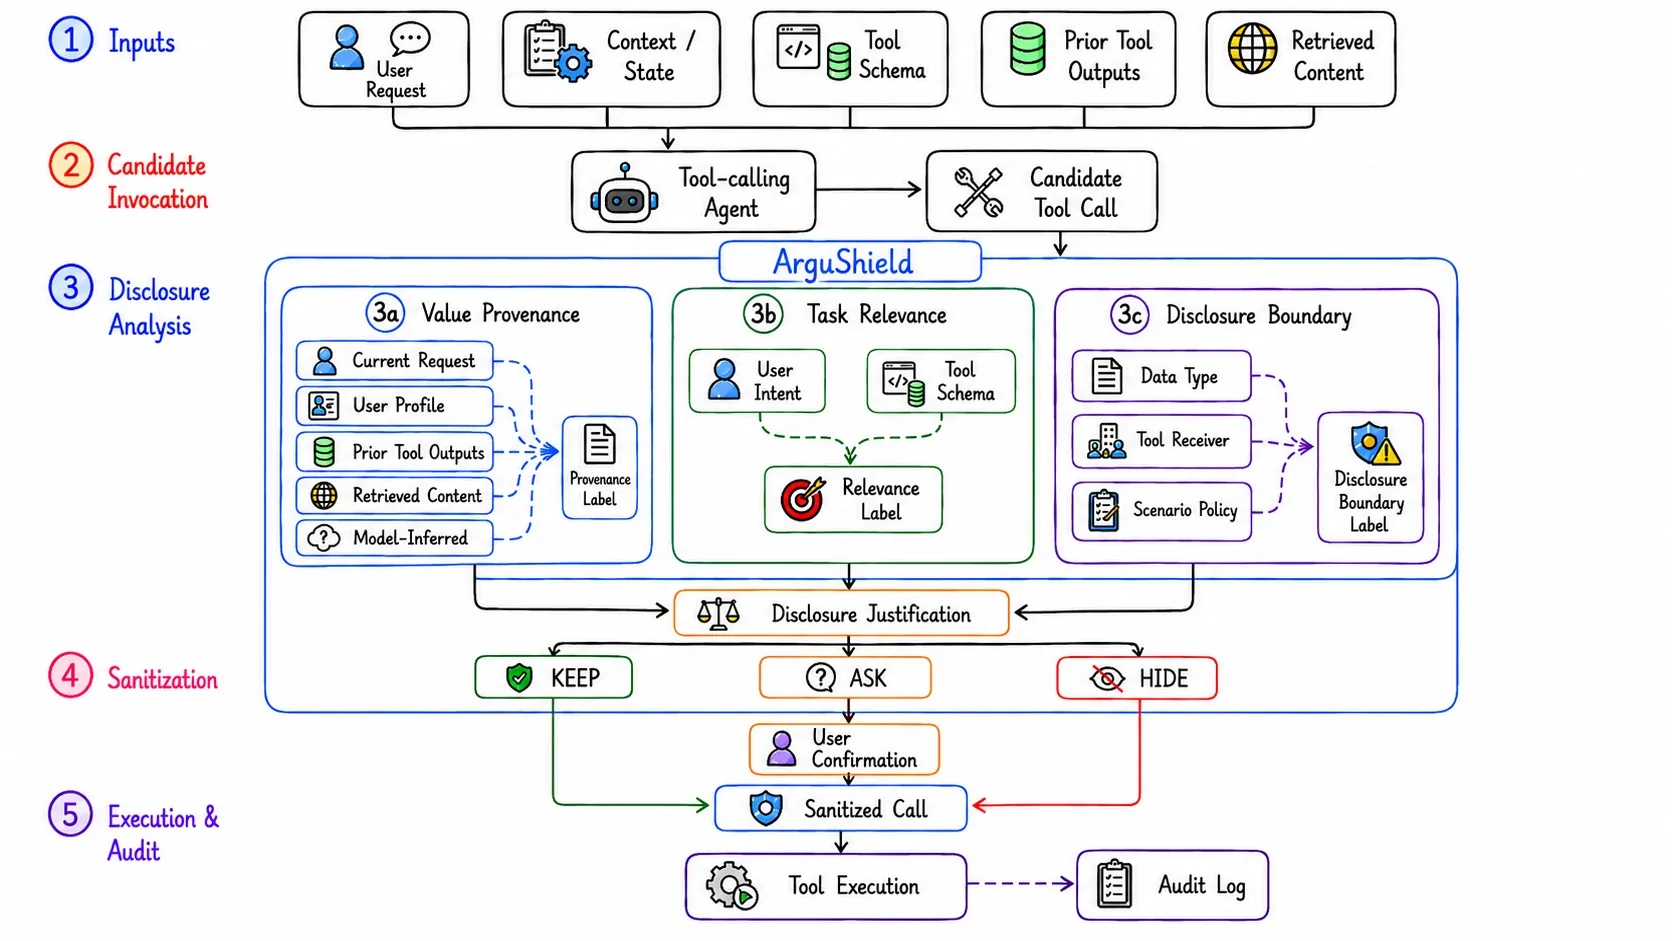 1 Inputs
User
Request
Context /
State
</>
Tool
Schema
Prior Tool
Outputs
Retrieved
Content
2 Candidate
Invocation
Tool-calling
Agent
Candidate
Tool Call
ArguShield
3 Disclosure
Analysis
3a Value Provenance
Current Request
User Profile
Prior Tool Outputs
Retrieved Content
? Model-Inferred
Provenance
Label
3b Task Relevance
User
Intent
</>
Tool
Schema
Relevance
Label
3c Disclosure Boundary
Data Type
Tool Receiver
Scenario Policy
Disclosure
Boundary
Label
Disclosure Justification
4 Sanitization
KEEP
? ASK
HIDE
User
Confirmation
5 Execution &
Audit
Sanitized Call
Tool Execution
Audit Log